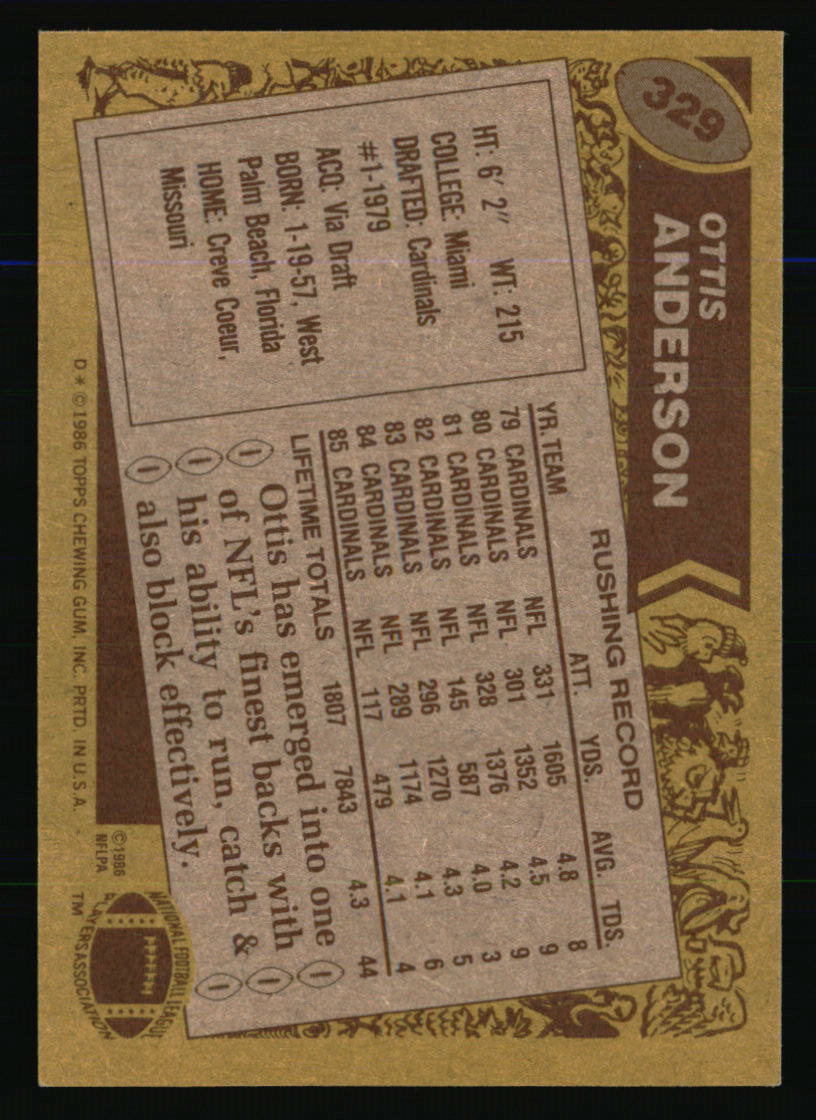 329
OTTIS
ANDERSON
HT: 6' 2" WT: 215
COLLEGE: Miami
DRAFTED: Cardinals
#1-1979
ACQ: Via Draft
BORN: 1-19-57, West
Palm Beach, Florida
HOME: Creve Coeur,
Missouri
RUSHING RECORD
YR. TEAM ATT. YDS. AVG. TDS.
79 CARDINALS NFL 331 1605 4.8 8
80 CARDINALS NFL 301 1352 4.5 9
81 CARDINALS NFL 328 1376 4.2 9
82 CARDINALS NFL 145 587 4.0 3
83 CARDINALS NFL 296 1270 4.3 5
84 CARDINALS NFL 289 1174 4.1 6
85 CARDINALS NFL 117 479 4.1 4
LIFETIME TOTALS 1807 7843 4.3 44
Ottis has emerged into one
of NFL's finest backs with
his ability to run, catch &
also block effectively.
©1986
NFLPA
NATIONAL FOOTBALL LEAGUE
PLAYERS ASSOCIATION
TM
D * © 1986 TOPPS CHEWING GUM, INC. PRTD. IN U.S.A.